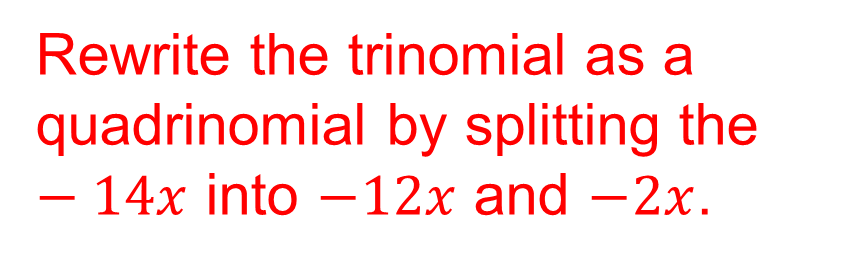 Rewrite the trinomial as a
quadrinomial by splitting the
− 14𝑥 into −12𝑥 and −2𝑥.